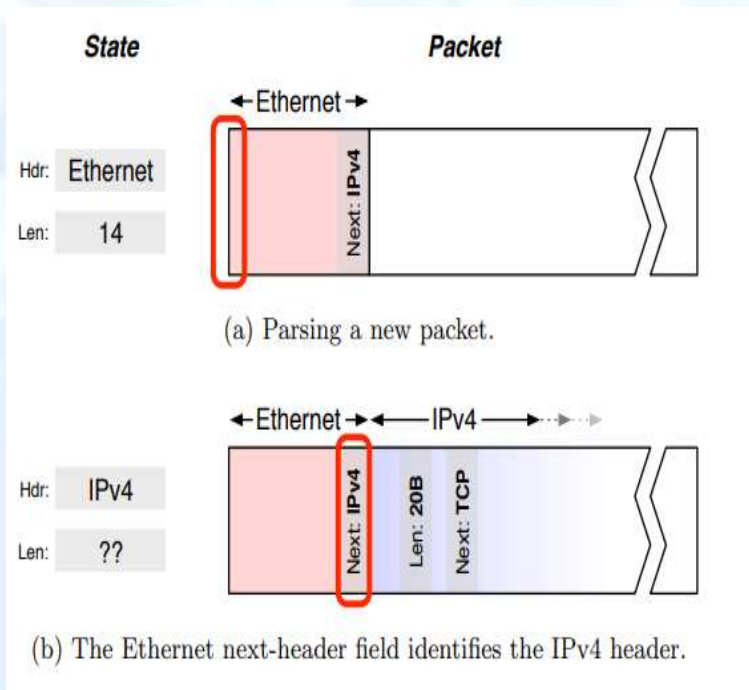 State
Packet
Ethernet
Hdr: Ethernet
Len: 14
Next: IPv4
(a) Parsing a new packet.
Ethernet
IPv4
Hdr: IPv4
Len: ??
Next: IPv4
Len: 20B
Next: TCP
(b) The Ethernet next-header field identifies the IPv4 header.